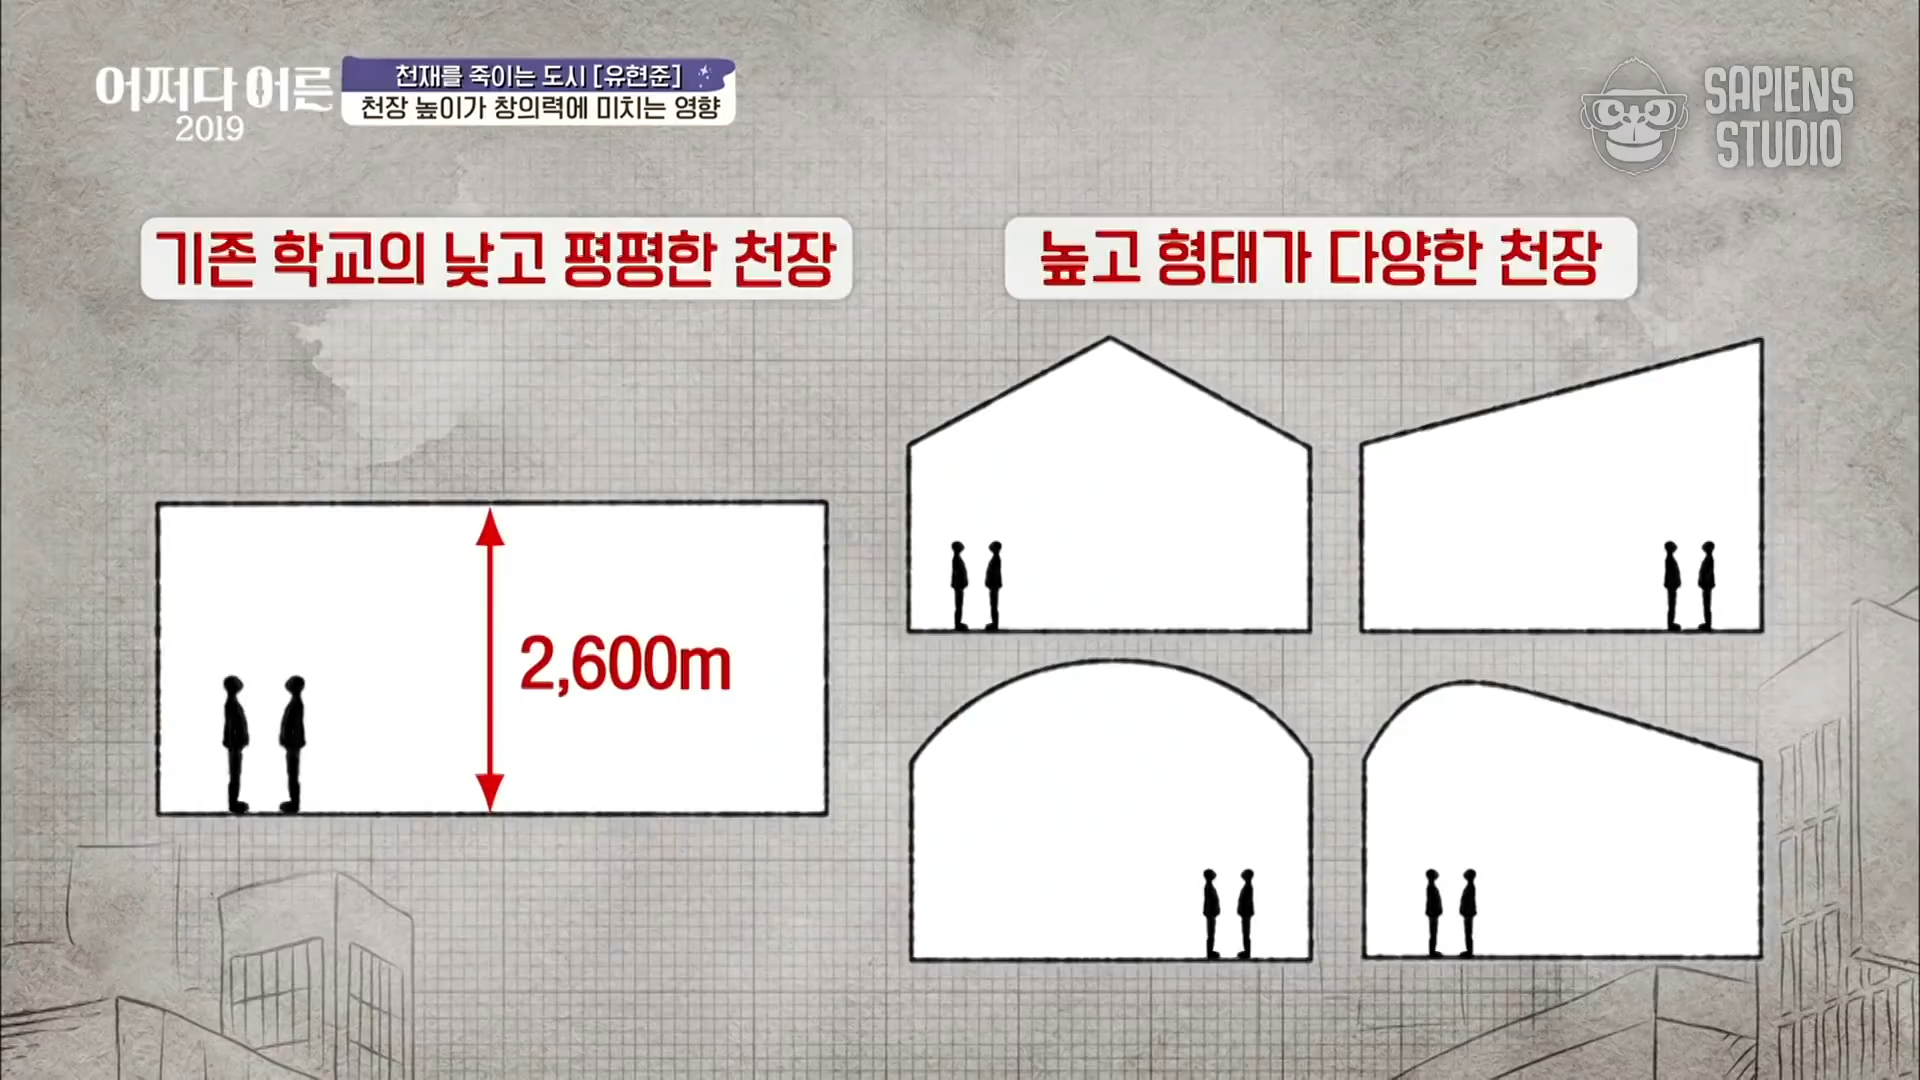 어쩌다 어른
2019
천재를 죽이는 도시 [유현준]
천장 높이가 창의력에 미치는 영향
SAPIENS
STUDIO
기존 학교의 낮고 평평한 천장
높고 형태가 다양한 천장
2,600m